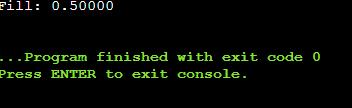 Fill: 0.50000
...Program finished with exit code 0
Press ENTER to exit console.